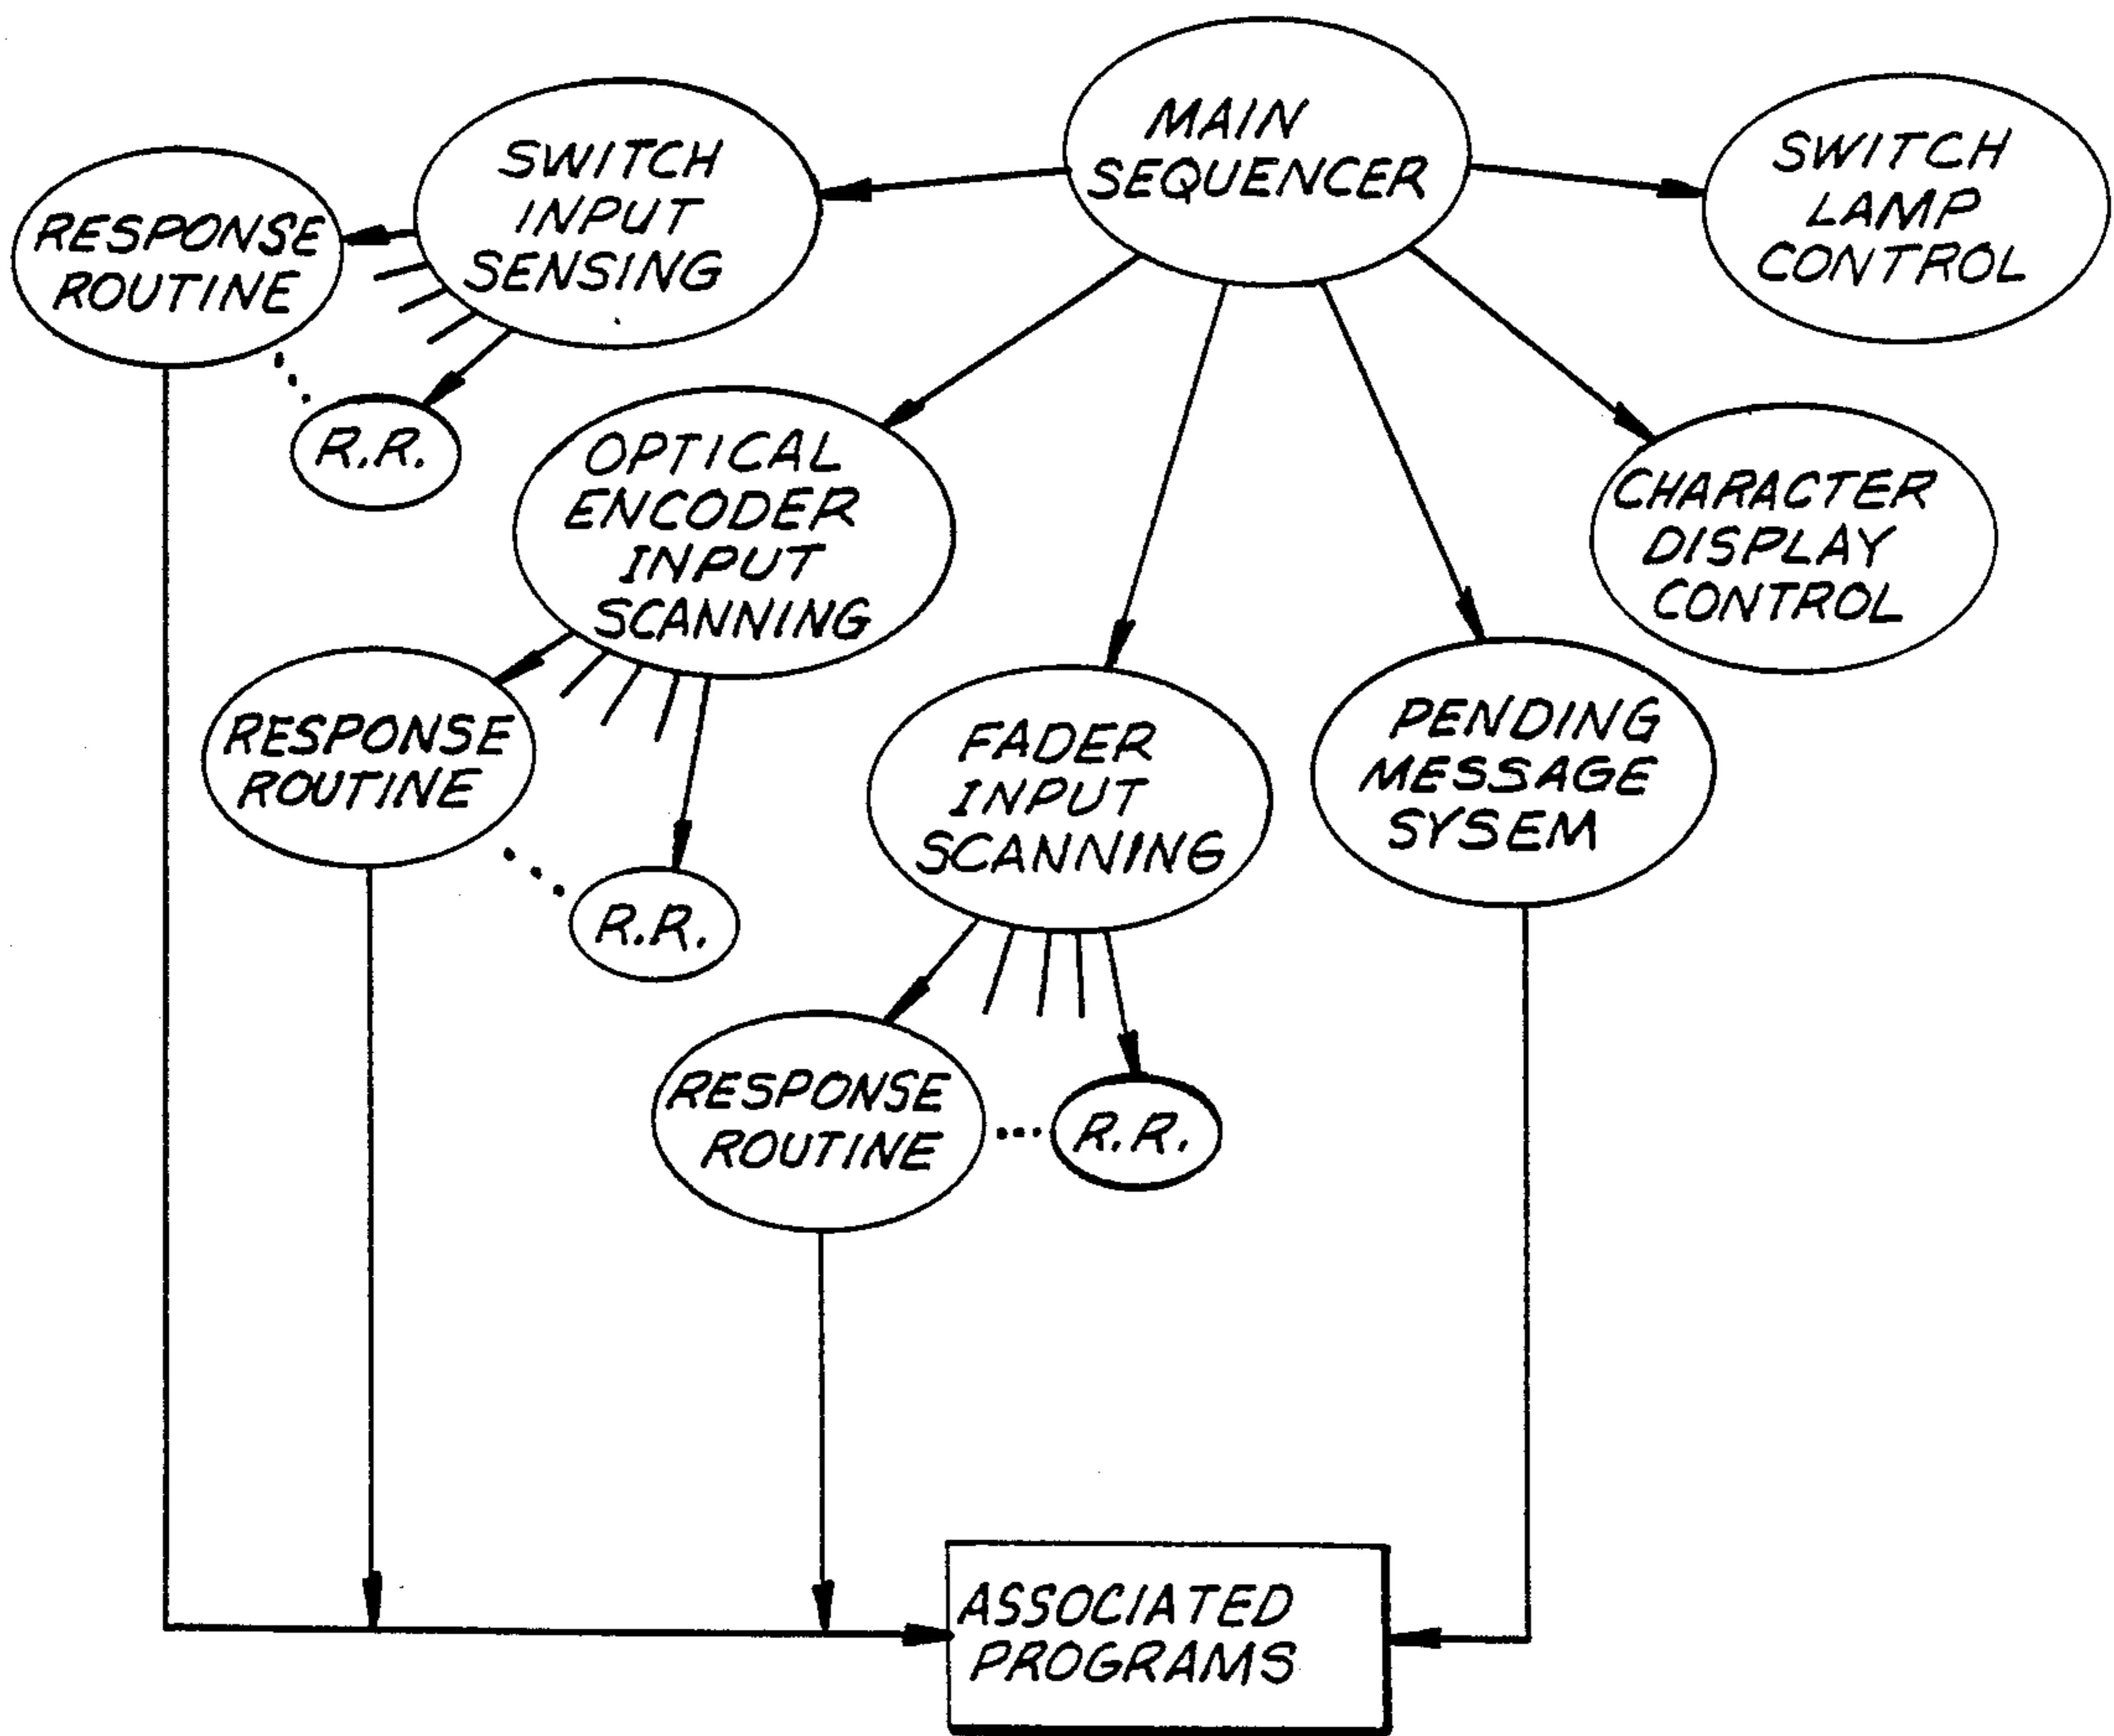 MAIN
SEQUENCER
SWITCH
INPUT
SENSING
SWITCH
LAMP
CONTROL
RESPONSE
ROUTINE
R.R.
OPTICAL
ENCODER
INPUT
SCANNING
CHARACTER
DISPLAY
CONTROL
RESPONSE
ROUTINE
R.R.
FADER
INPUT
SCANNING
PENDING
MESSAGE
SYSEM
RESPONSE
ROUTINE
R.R.
ASSOCIATED
PROGRAMS